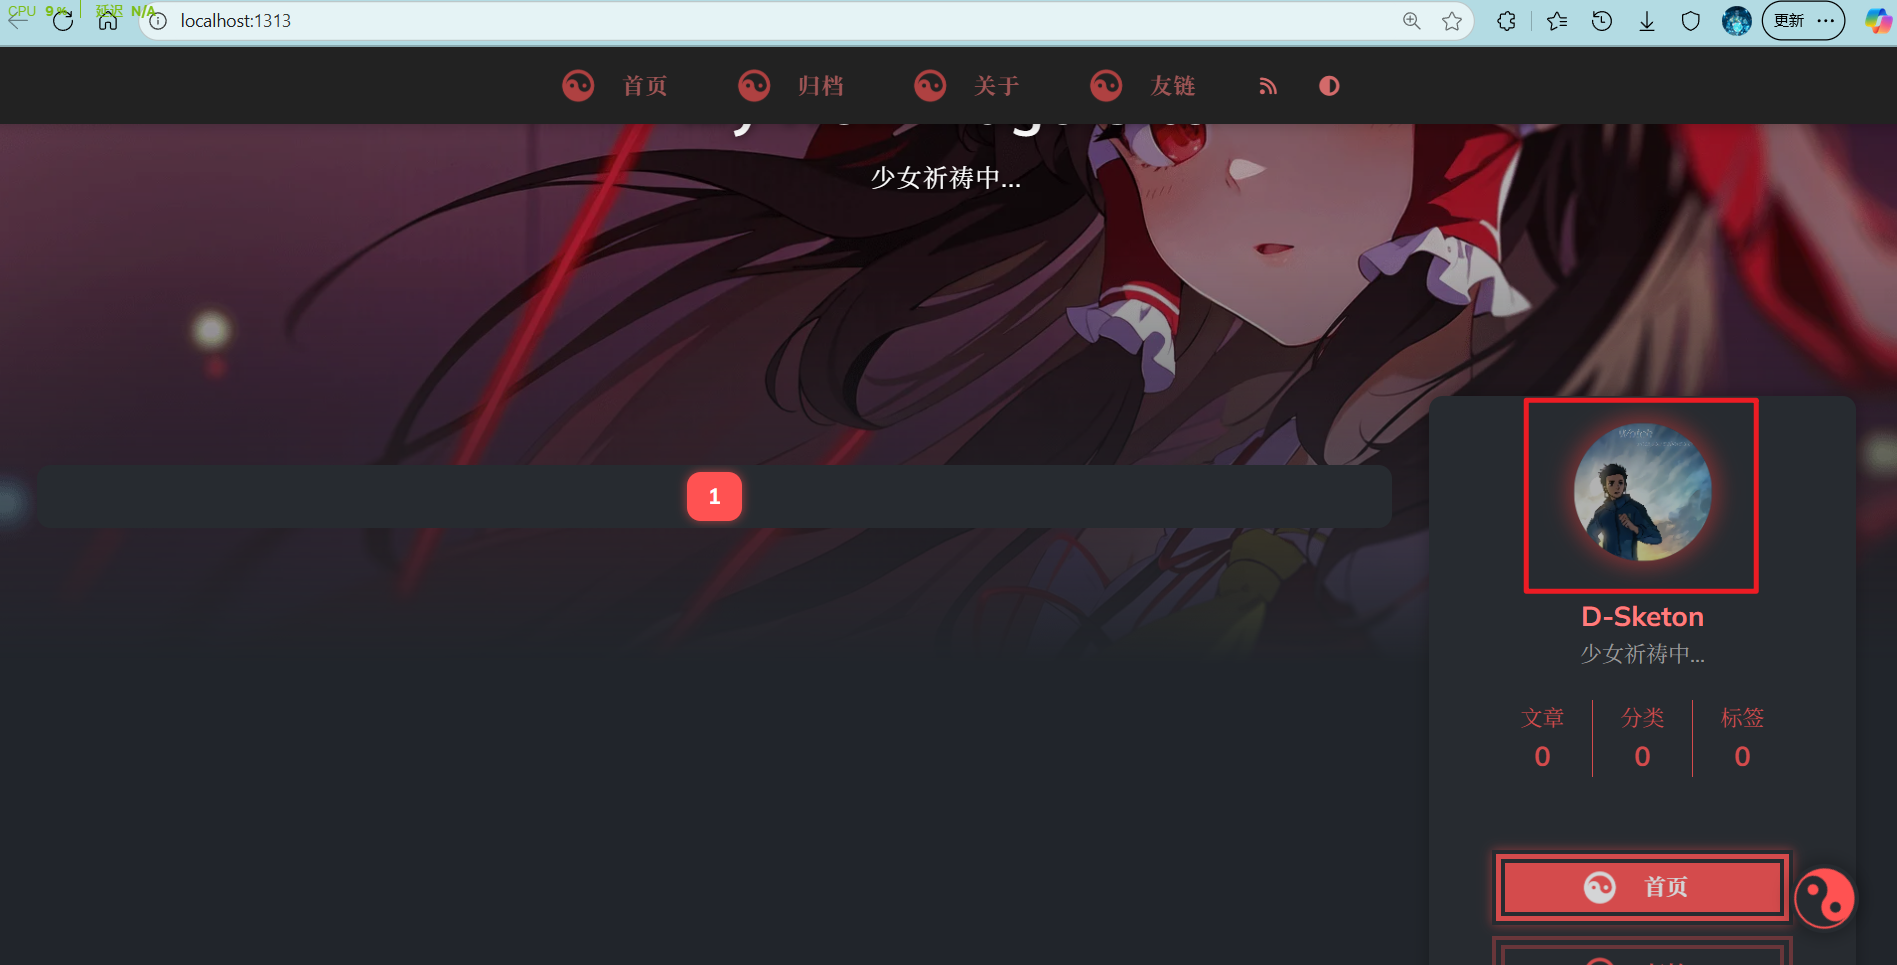 CPU 9% 延迟 N/A
localhost:1313
更新
首页 归档 关于 友链
少女祈祷中...
1
D-Sketon
少女祈祷中...
文章 分类 标签
0 0 0
首页